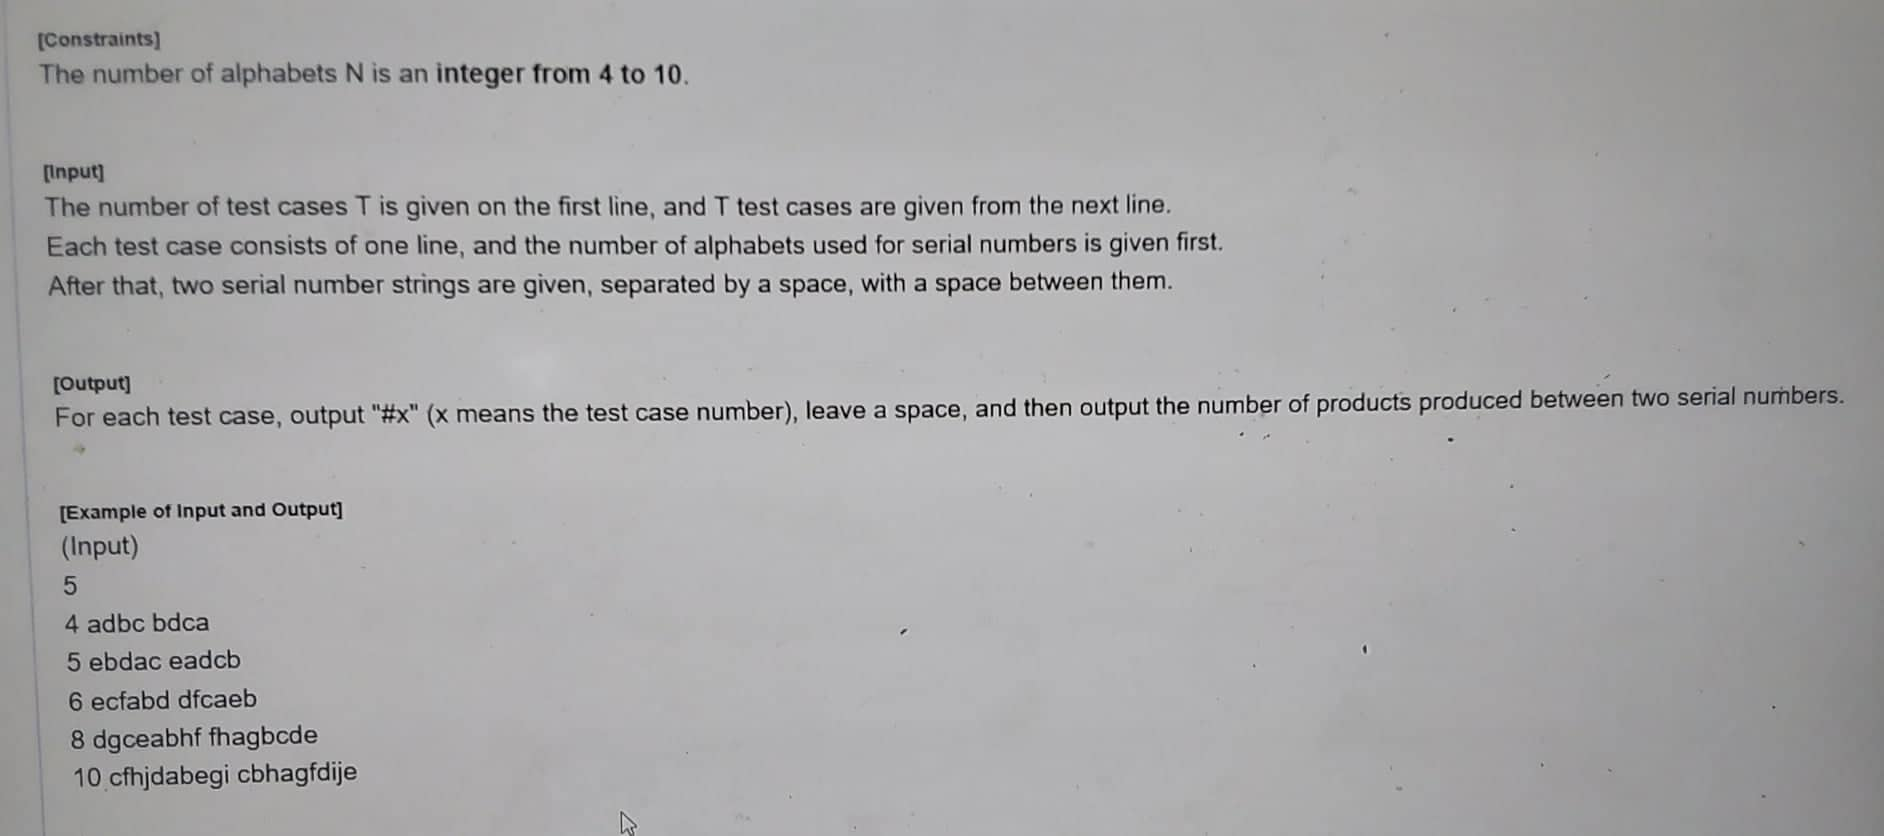 [Constraints]
The number of alphabets N is an integer from 4 to 10.
[Input]
The number of test cases T is given on the first line, and T test cases are given from the next line.
Each test case consists of one line, and the number of alphabets used for serial numbers is given first.
After that, two serial number strings are given, separated by a space, with a space between them.
[Output]
For each test case, output "#x" (x means the test case number), leave a space, and then output the number of products produced between two serial numbers.
[Example of Input and Output]
(Input)
5
4 adbc bdca
5 ebdac eadcb
6 ecfabd dfcaeb
8 dgceabhf fhagbcde
10 cfhjdabegi cbhagfdije